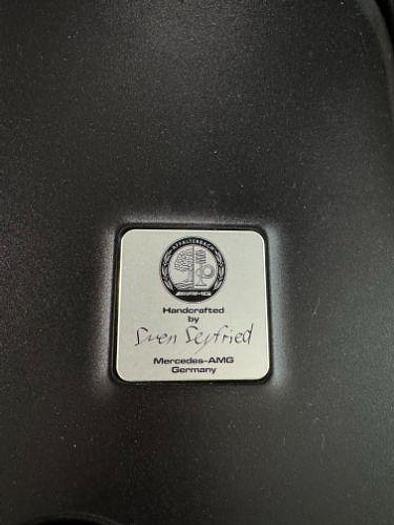 AFFALTERBACH
AMG
Handcrafted
by
Sven Seyfried
Mercedes-AMG
Germany